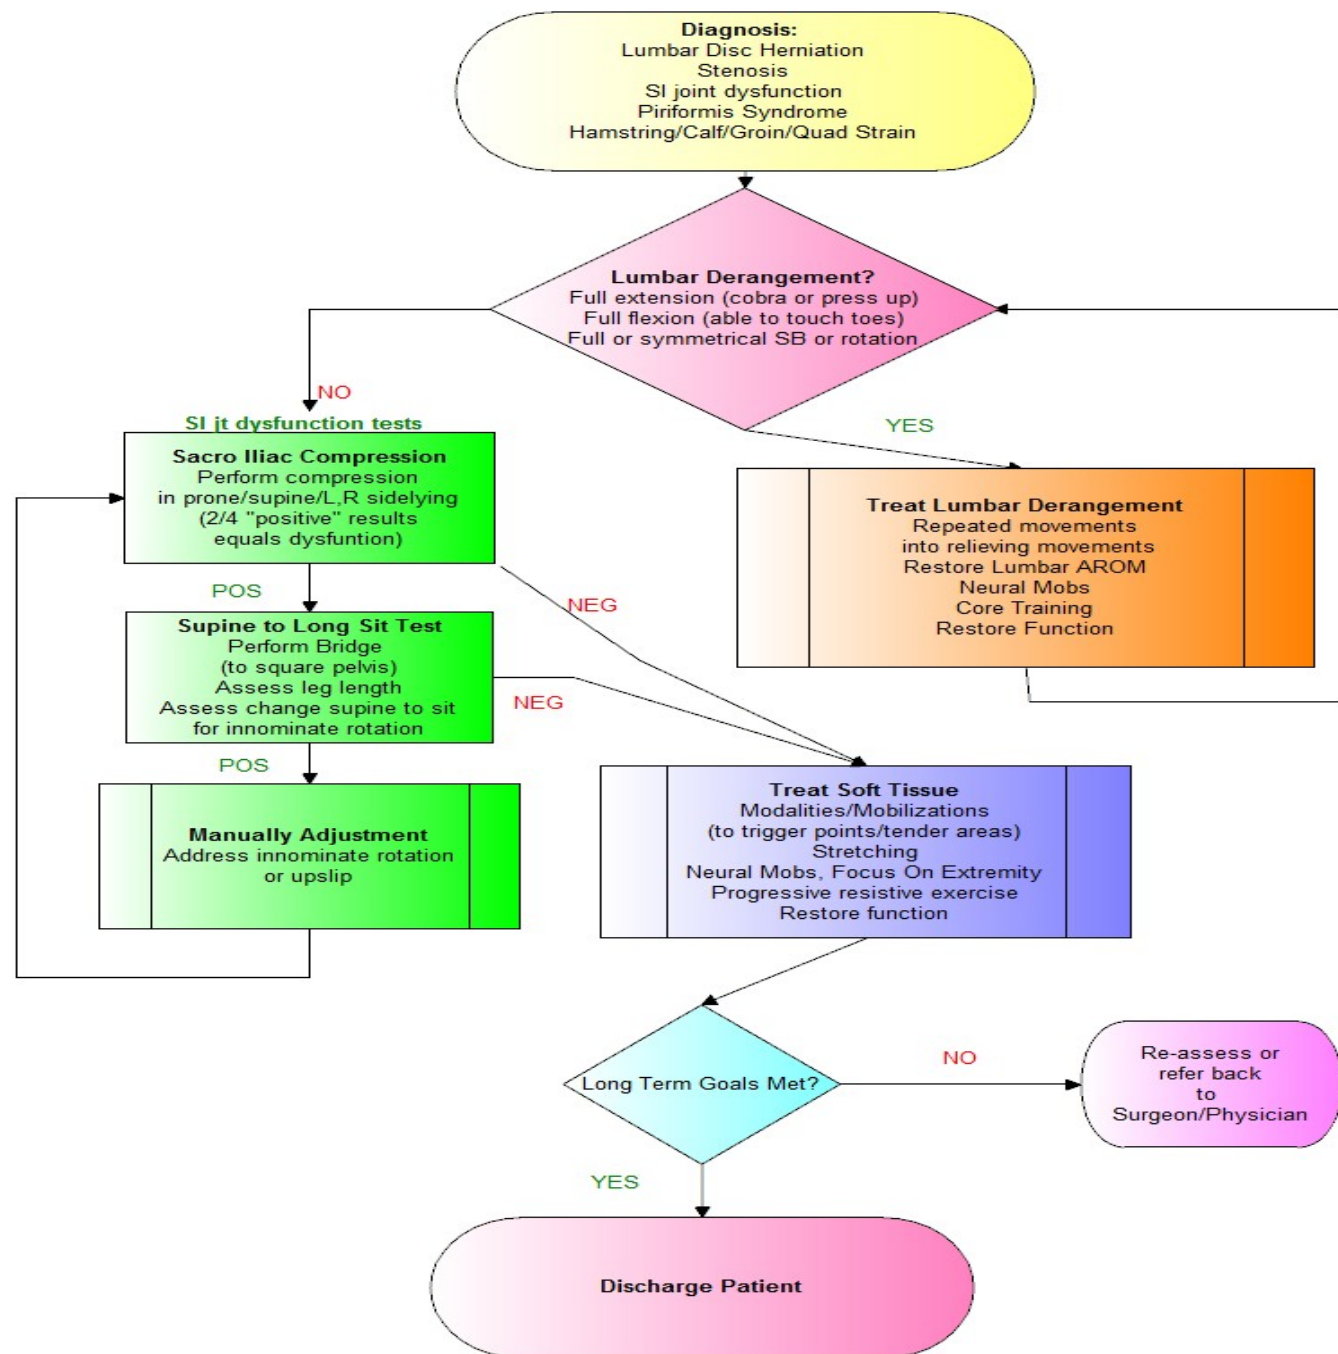 Diagnosis:
Lumbar Disc Herniation
Stenosis
SI joint dysfunction
Piriformis Syndrome
Hamstring/Calf/Groin/Quad Strain
Lumbar Derangement?
Full extension (cobra or press up)
Full flexion (able to touch toes)
Full or symmetrical SB or rotation
NO
YES
SI jt dysfunction tests
Sacro Iliac Compression
Perform compression
in prone/supine/L,R sidelying
(2/4 "positive" results
equals dysfuntion)
Treat Lumbar Derangement
Repeated movements
into relieving movements
Restore Lumbar AROM
Neural Mobs
Core Training
Restore Function
POS
NEG
Supine to Long Sit Test
Perform Bridge
(to square pelvis)
Assess leg length
Assess change supine to sit
for innominate rotation
NEG
POS
Manually Adjustment
Address innominate rotation
or upslip
Treat Soft Tissue
Modalities/Mobilizations
(to trigger points/tender areas)
Stretching
Neural Mobs, Focus On Extremity
Progressive resistive exercise
Restore function
Long Term Goals Met?
NO
Re-assess or
refer back
to
Surgeon/Physician
YES
Discharge Patient